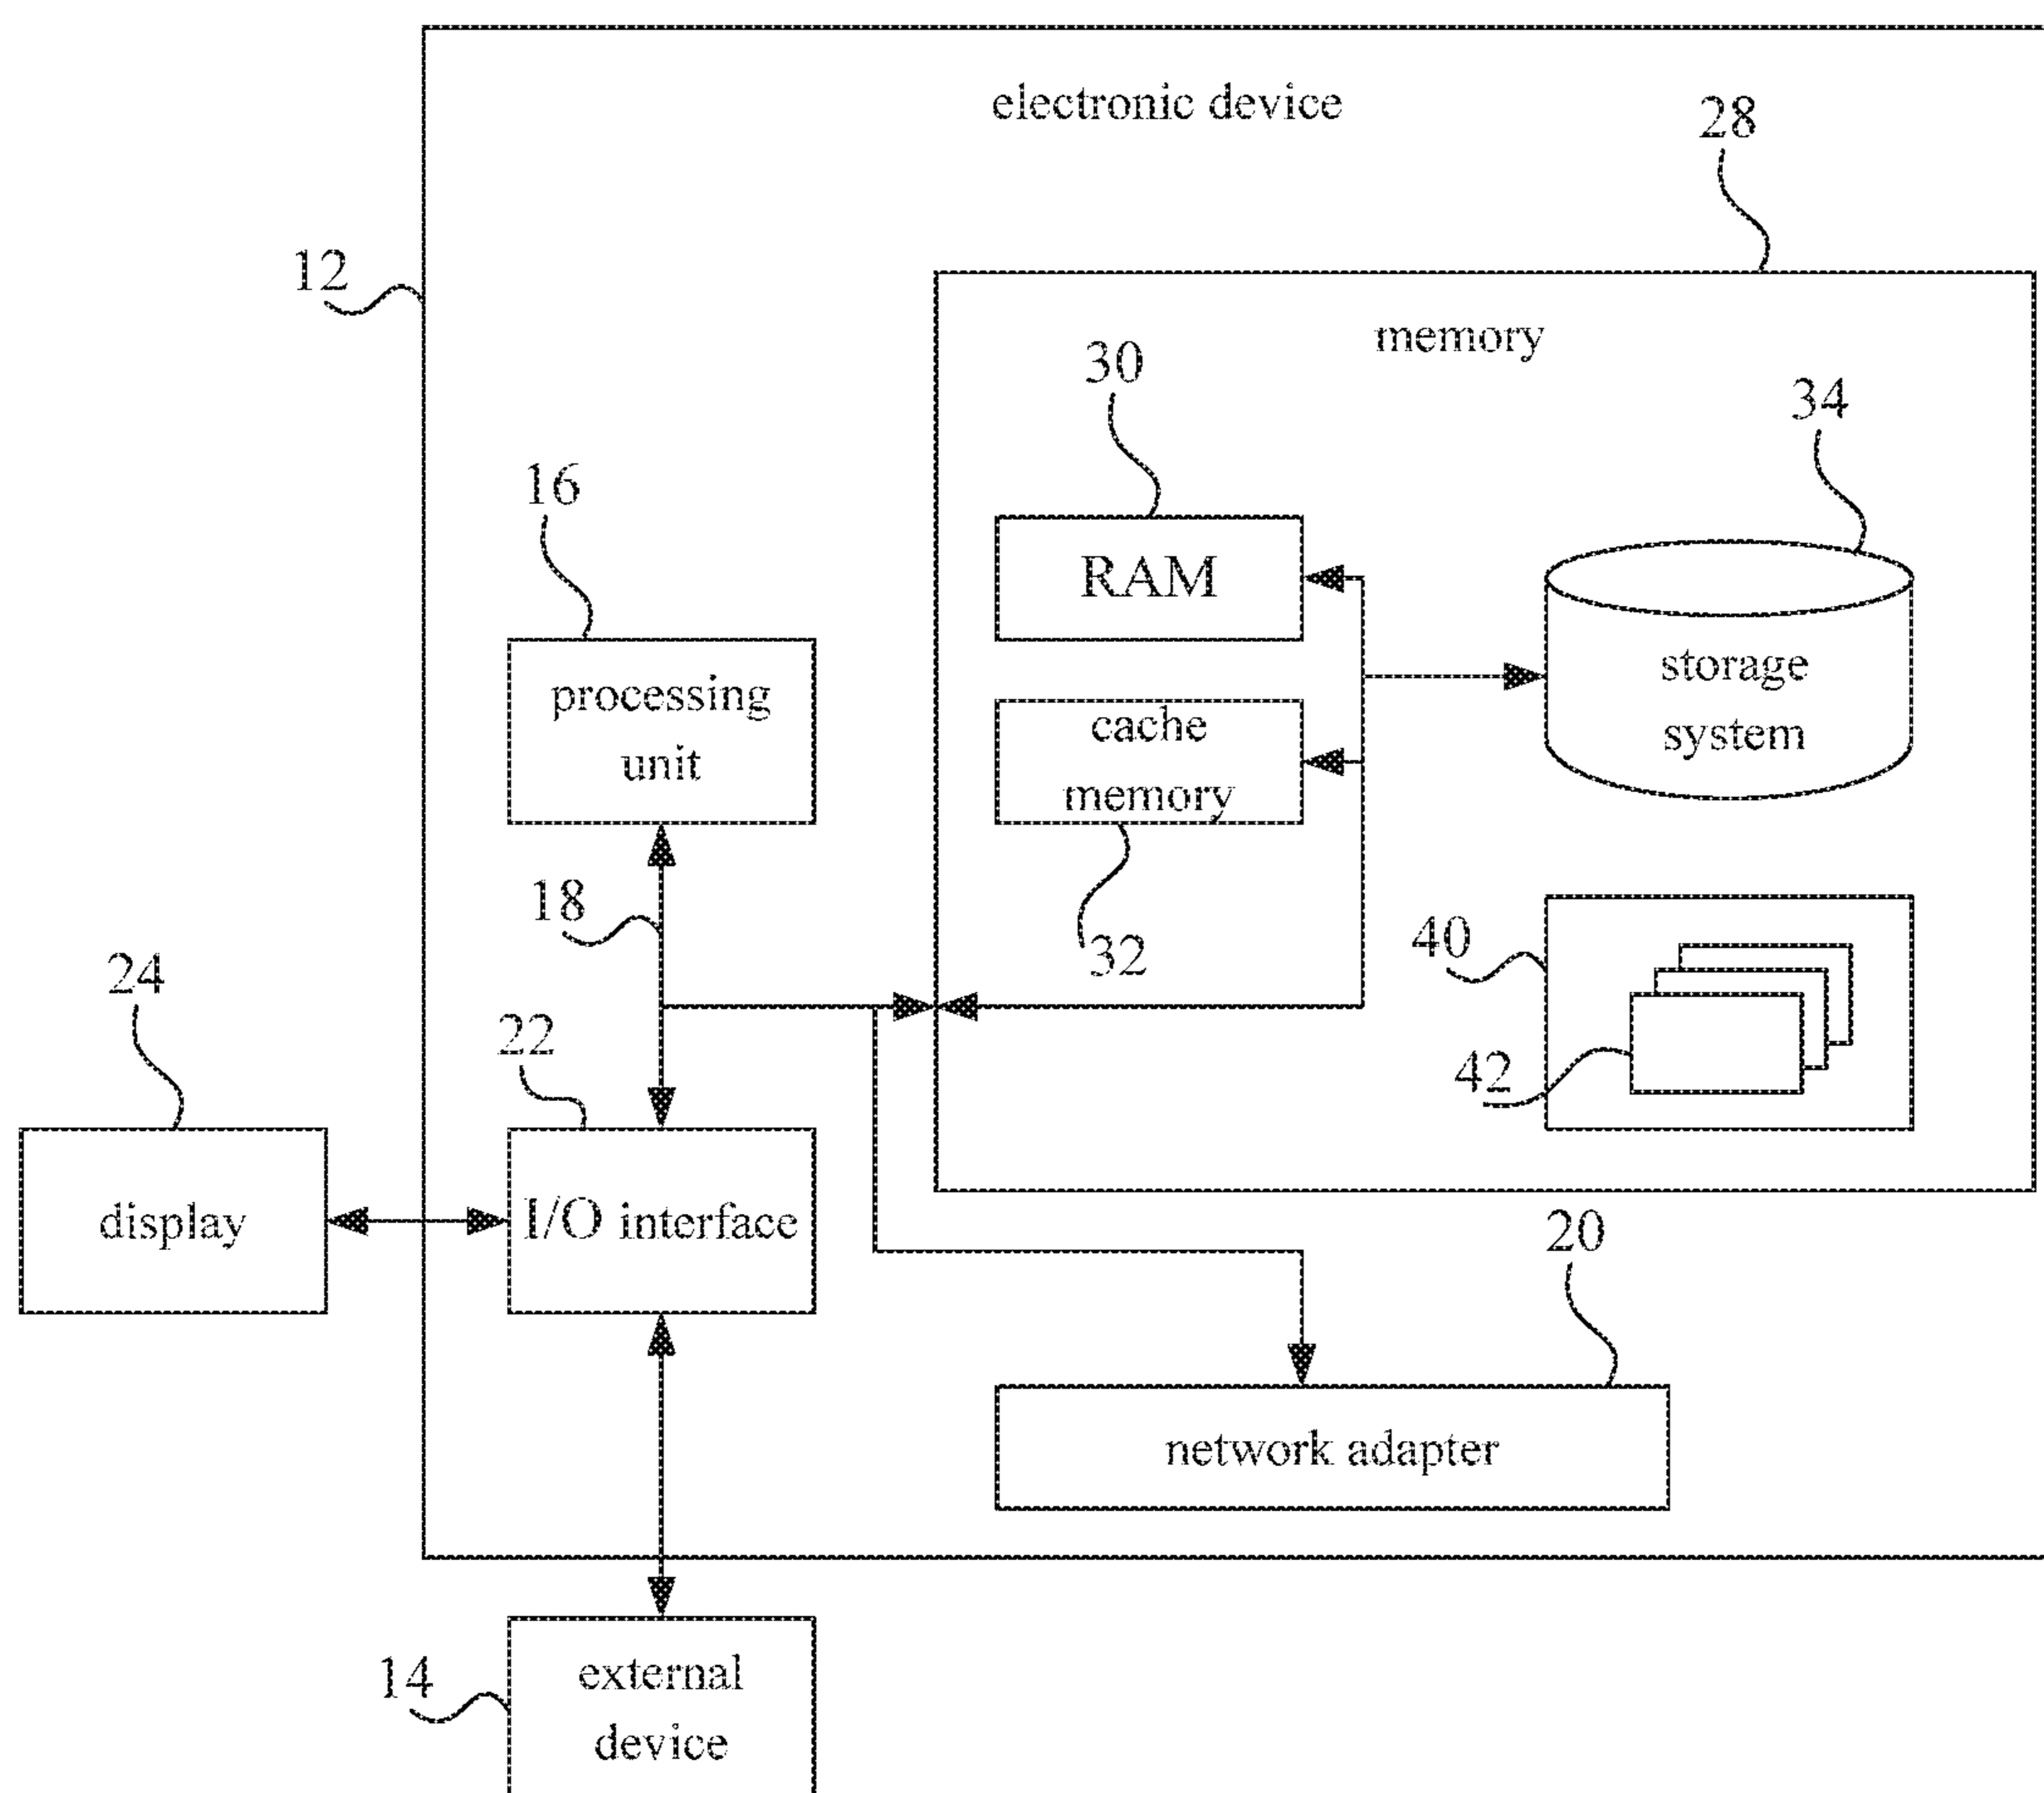 electronic device
28
12
memory
30
34
16
RAM
storage
system
processing
unit
cache
memory
18
32
40
24
22
42
display
I/O interface
20
network adapter
14
external
device